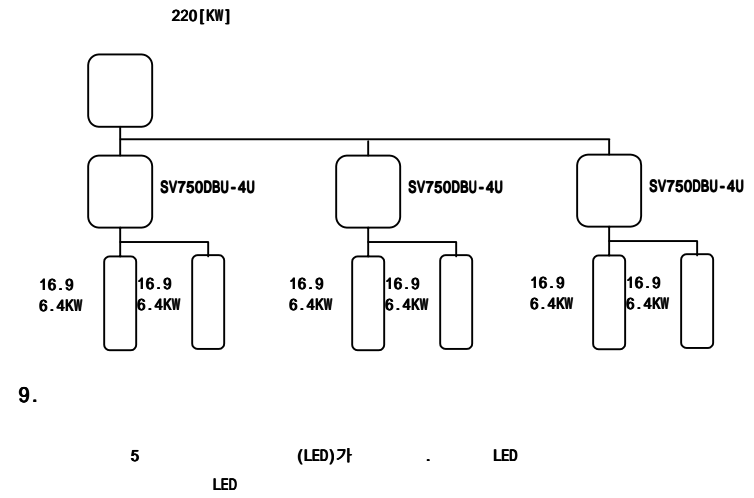 220[KW]
SV750DBU-4U SV750DBU-4U SV750DBU-4U
16.9 16.9 16.9 16.9 16.9 16.9
6.4KW 6.4KW 6.4KW 6.4KW 6.4KW 6.4KW
9.
5 (LED)가 . LED
LED